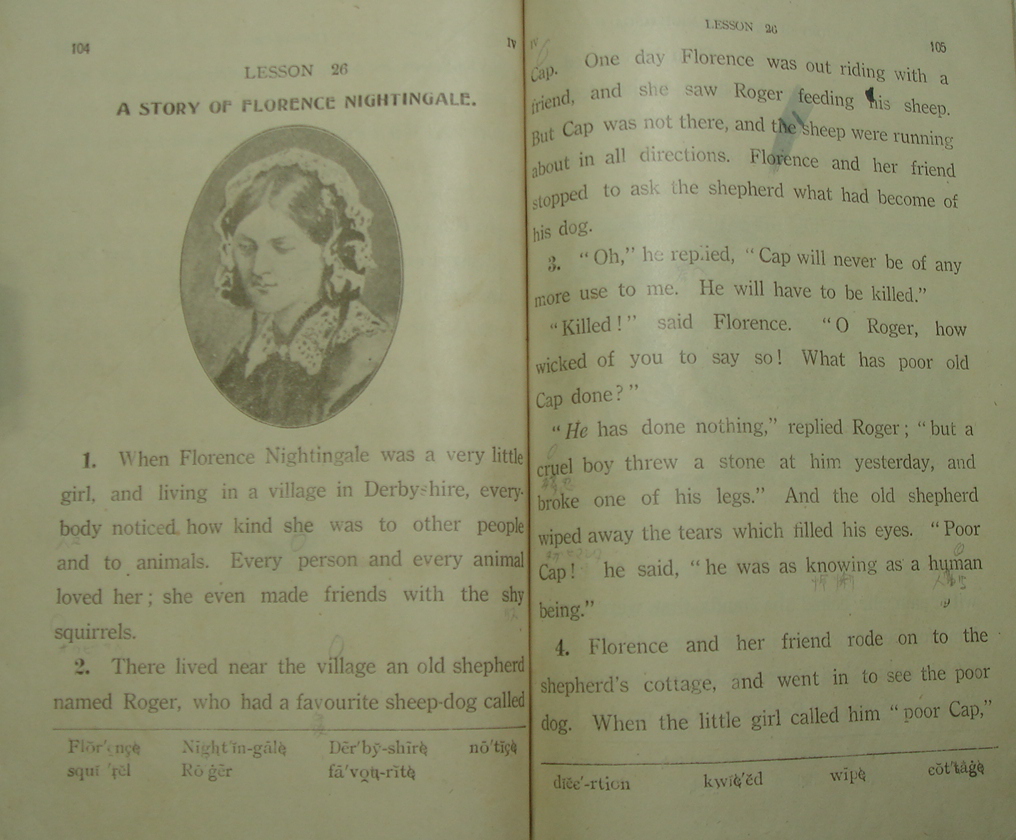 104
IV
LESSON 26
A STORY OF FLORENCE NIGHTINGALE.
1. When Florence Nightingale was a very little
girl, and living in a village in Derbyshire, every-
body noticed how kind she was to other people
and to animals. Every person and every animal
loved her; she even made friends with the shy
squirrels.
2. There lived near the village an old shepherd
named Roger, who had a favourite sheep-dog called
Flŏr'ençe̩ Night'in-gāle̩ Dẽr'bȳ-shīre̩ nō'tĭçe̩
squi'rĕl Rŏġẽr fā'vo̩u̩-rĭte̩
IV
LESSON 26
105
Cap. One day Florence was out riding with a
friend, and she saw Roger feeding his sheep.
But Cap was not there, and the sheep were running
about in all directions. Florence and her friend
stopped to ask the shepherd what had become of
his dog.
3. "Oh," he replied, "Cap will never be of any
more use to me. He will have to be killed."
"Killed!" said Florence. "O Roger, how
wicked of you to say so! What has poor old
Cap done?"
"He has done nothing," replied Roger; "but a
cruel boy threw a stone at him yesterday, and
broke one of his legs." And the old shepherd
wiped away the tears which filled his eyes. "Poor
Cap! he said, "he was as knowing as a human
being."
4. Florence and her friend rode on to the
shepherd's cottage, and went in to see the poor
dog. When the little girl called him "poor Cap,"
wīpe̩ cŏt'tâġe̩